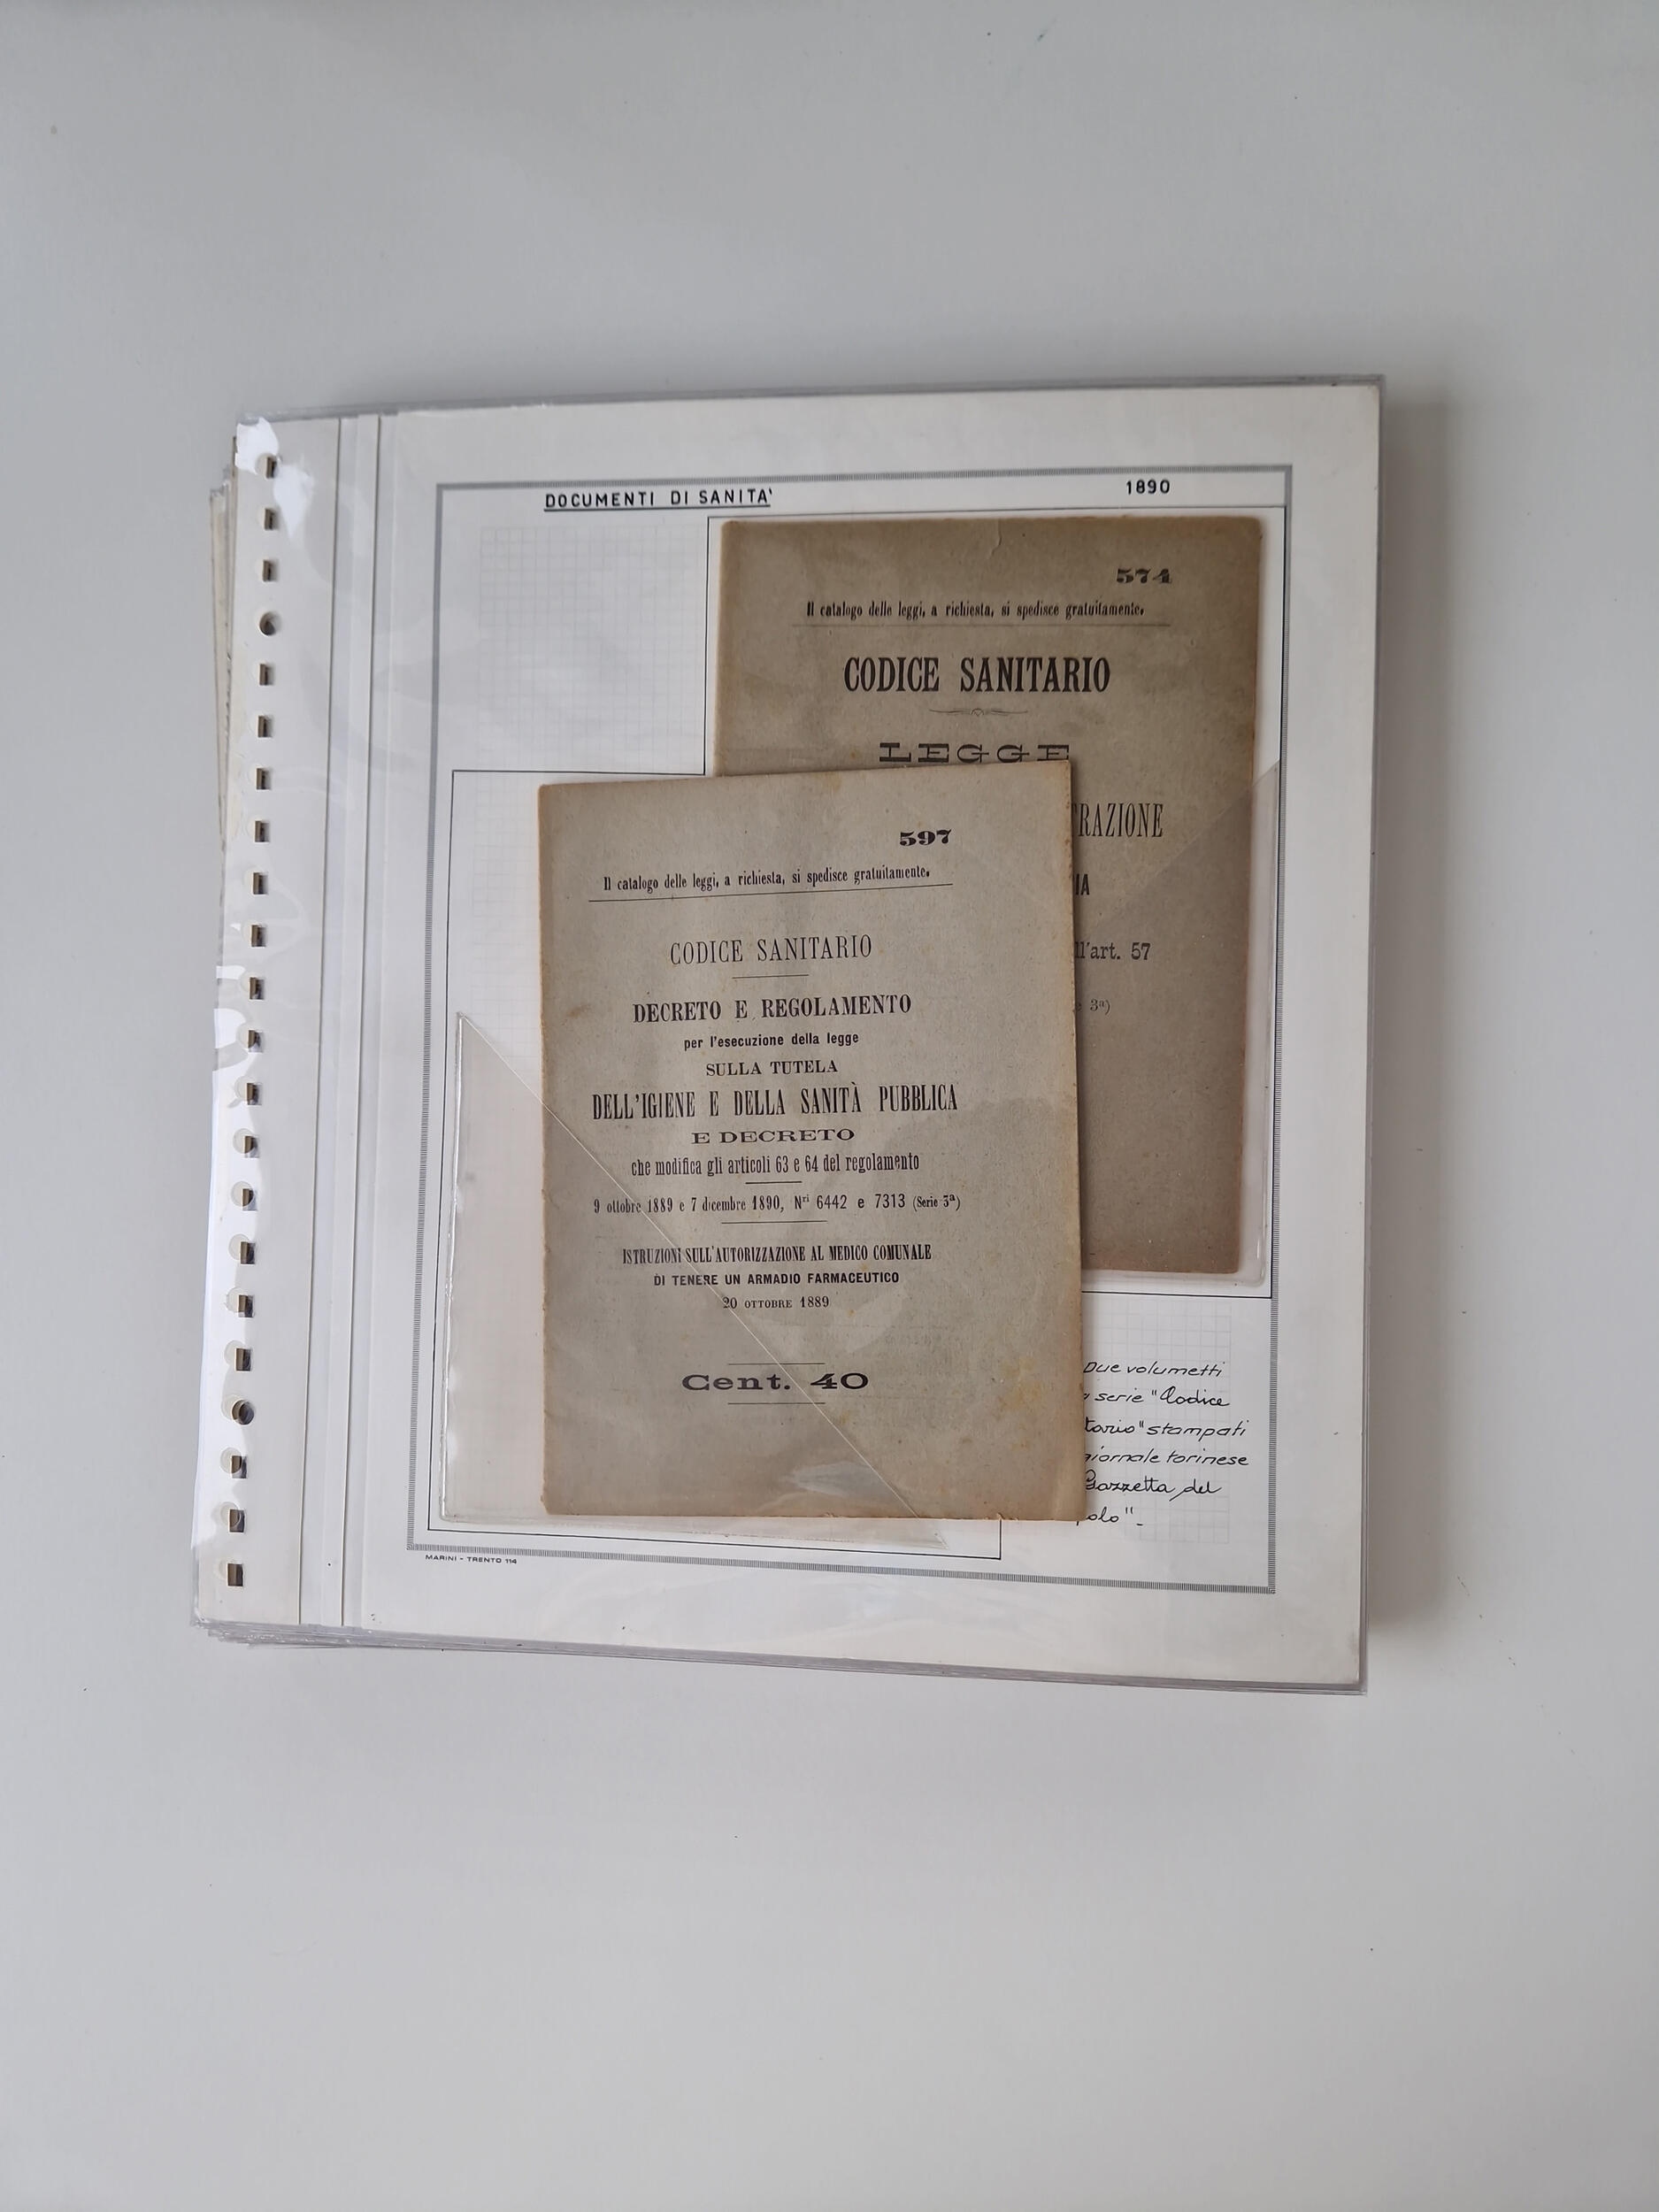 DOCUMENTI DI SANITA'
1890
574
Il catalogo delle leggi, a richiesta, si spedisce gratuitamente.
CODICE SANITARIO
LEGGE
RAZIONE
IA
ll'art. 57
3ª)
597
Il catalogo delle leggi, a richiesta, si spedisce gratuitamente.
CODICE SANITARIO
DECRETO E REGOLAMENTO
per l'esecuzione della legge
SULLA TUTELA
DELL'IGIENE E DELLA SANITÀ PUBBLICA
E DECRETO
che modifica gli articoli 63 e 64 del regolamento
9 ottobre 1889 e 7 dicembre 1890, Nri 6442 e 7313 (Serie 3ª)
ISTRUZIONI SULL'AUTORIZZAZIONE AL MEDICO COMUNALE
DI TENERE UN ARMADIO FARMACEUTICO
20 OTTOBRE 1889
Cent. 40
Due volumetti
serie "Codice
tario" stampati
giornale torinese
Gazzetta del
polo"-
MARINI - TRENTO 114